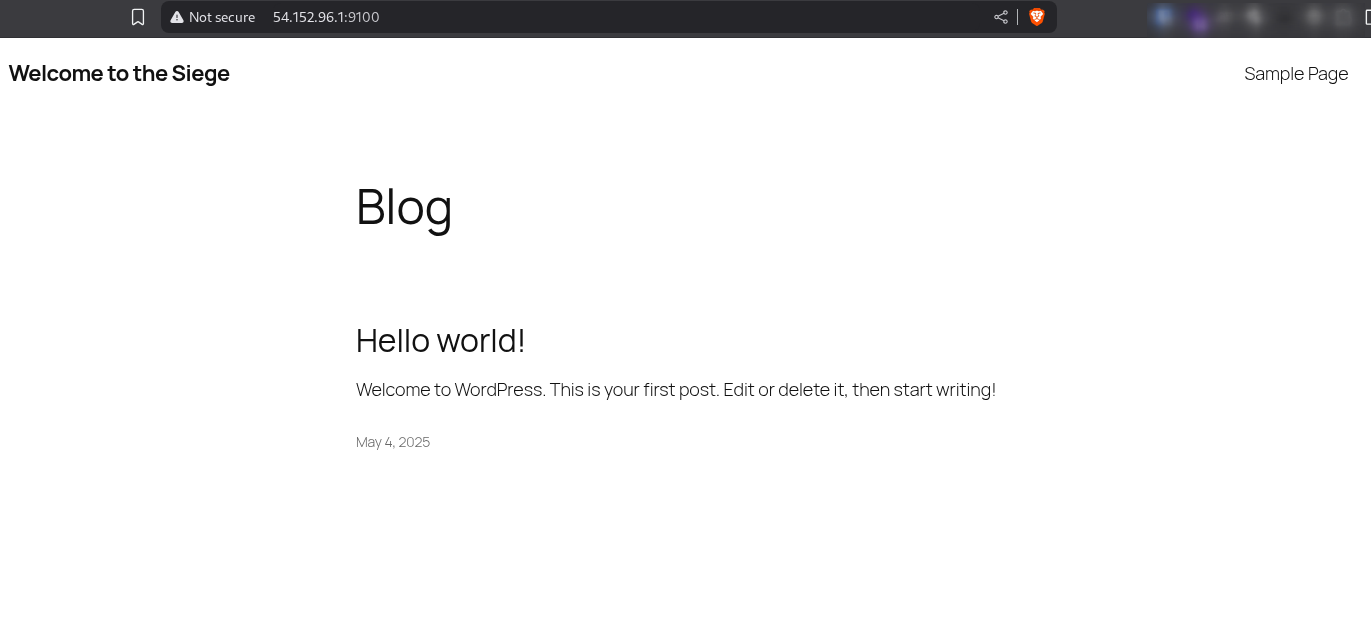 Not secure 54.152.96.1:9100
Welcome to the Siege
Sample Page
Blog
Hello world!
Welcome to WordPress. This is your first post. Edit or delete it, then start writing!
May 4, 2025